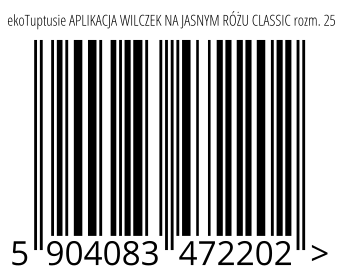 ekoTuptusie APLIKACJA WILCZEK NA JASNYM RÓŻU CLASSIC rozm. 25
5 904083 472202 >